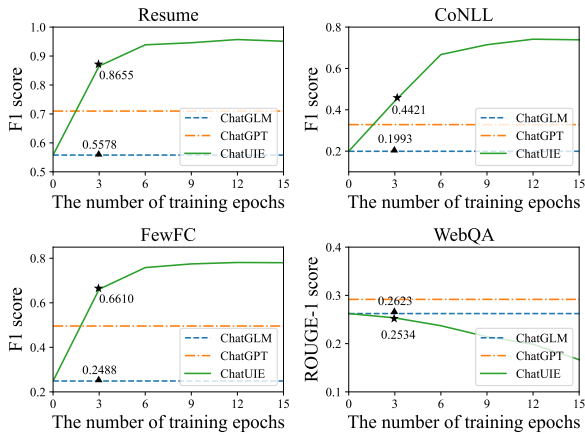 Resume
1.0
0.9
0.8
0.7
0.6
0.5
F1 score
0.8655
0.5578
ChatGLM
ChatGPT
ChatUIE
0 3 6 9 12 15
The number of training epochs
CoNLL
0.8
0.6
0.4
0.2
F1 score
0.4421
0.1993
ChatGLM
ChatGPT
ChatUIE
0 3 6 9 12 15
The number of training epochs
FewFC
0.8
0.6
0.4
0.2
F1 score
0.6610
0.2488
ChatGLM
ChatGPT
ChatUIE
0 3 6 9 12 15
The number of training epochs
WebQA
0.4
0.3
0.2
0.1
ROUGE-1 score
0.2623
0.2534
ChatGLM
ChatGPT
ChatUIE
0 3 6 9 12 15
The number of training epochs